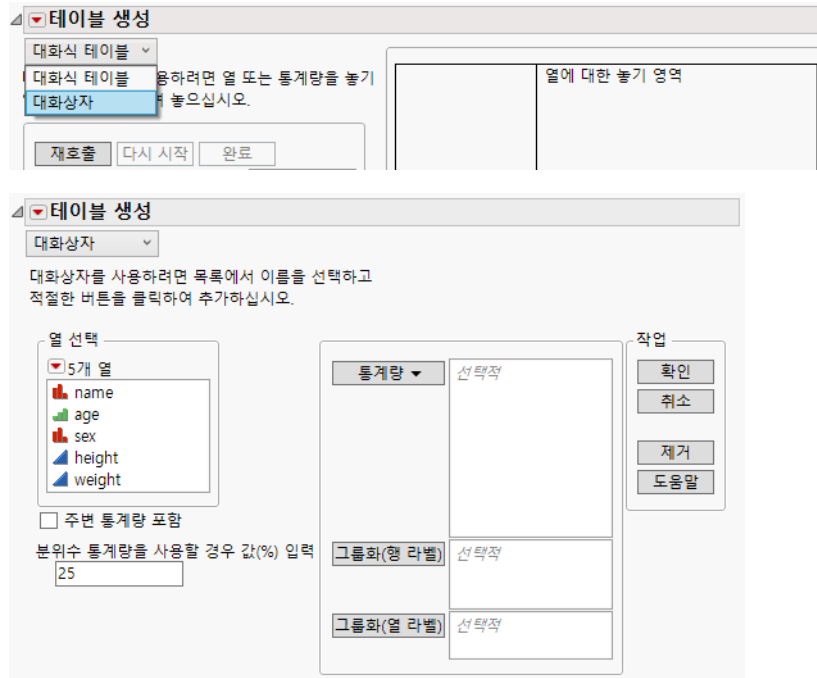 테이블 생성
대화식 테이블
대화식 테이블
용하려면 열 또는 통계량을 놓기
대화상자
놓으십시오.
열에 대한 놓기 영역
재호출 다시 시작 완료
테이블 생성
대화상자
대화상자를 사용하려면 목록에서 이름을 선택하고
적절한 버튼을 클릭하여 추가하십시오.
열 선택
5개 열
name
age
sex
height
weight
주변 통계량 포함
분위수 통계량을 사용할 경우 값(%) 입력
25
통계량
선택적
그룹화(행 라벨)
선택적
그룹화(열 라벨)
선택적
작업
확인
취소
제거
도움말